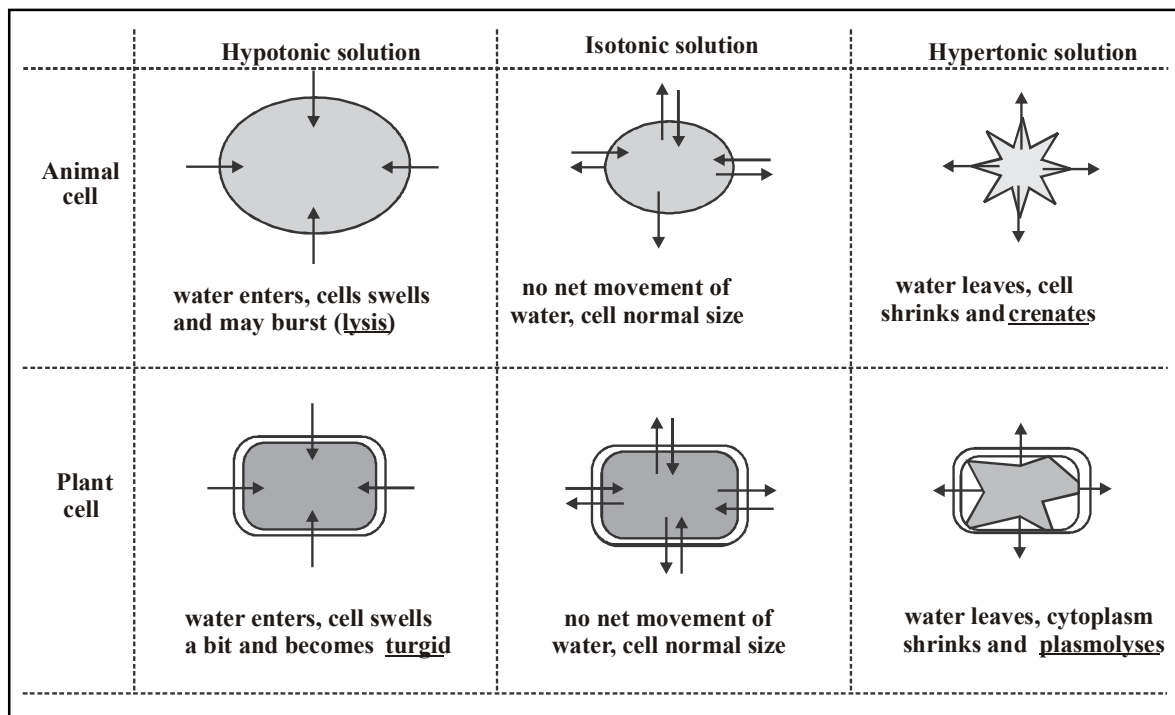 Hypotonic solution
Isotonic solution
Hypertonic solution
Animal
cell
water enters, cells swells
and may burst (lysis)
no net movement of
water, cell normal size
water leaves, cell
shrinks and crenates
Plant
cell
water enters, cell swells
a bit and becomes turgid
no net movement of
water, cell normal size
water leaves, cytoplasm
shrinks and plasmolyses